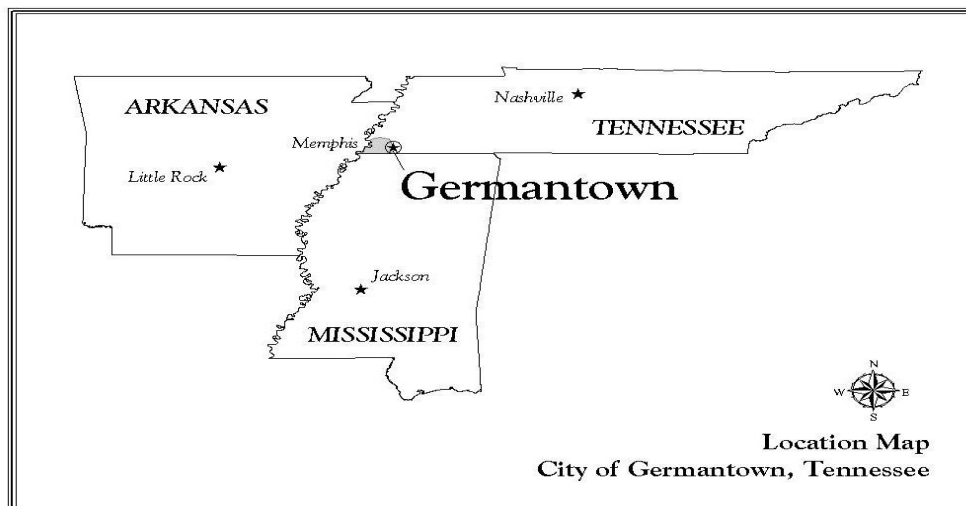 ARKANSAS
Nashville
TENNESSEE
Memphis
Little Rock
Germantown
Jackson
MISSISSIPPI
N
W E
S
Location Map
City of Germantown, Tennessee